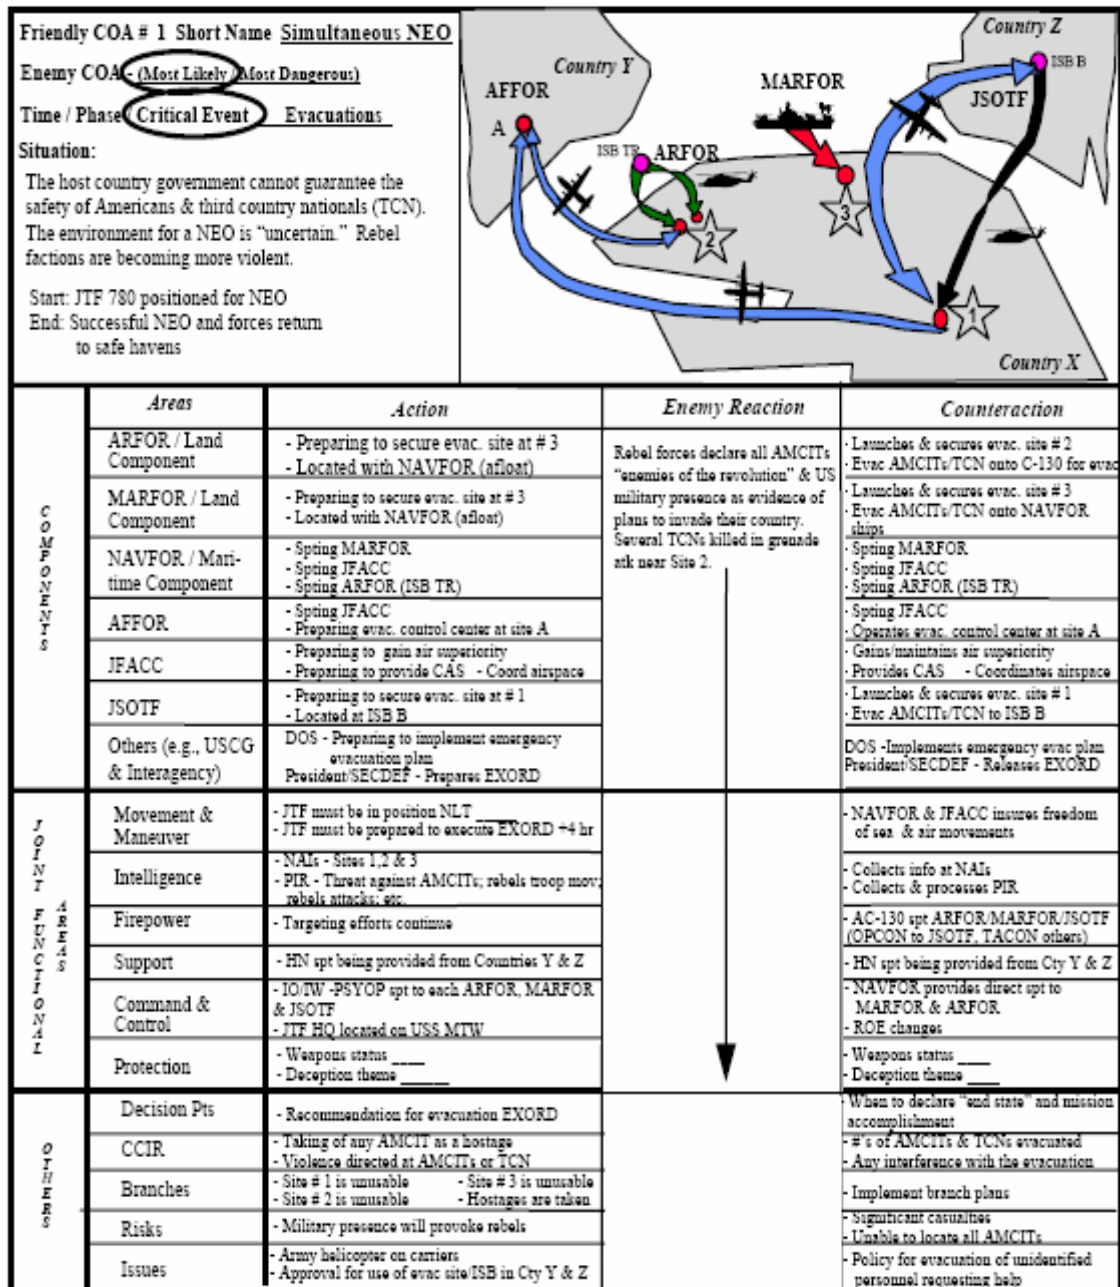 Friendly COA # 1 Short Name Simultaneous NEO
Enemy COA - (Most Likely / Most Dangerous)
Time / Phase / Critical Event Evacuations
Situation:
The host country government cannot guarantee the
safety of Americans & third country nationals (TCN).
The environment for a NEO is “uncertain.” Rebel
factions are becoming more violent.
Start: JTF 780 positioned for NEO
End: Successful NEO and forces return
to safe havens
Country Z
Country Y
ISB B
MARFOR
AFFOR
JSOTF
A
ISB TR
ARFOR
3
2
1
Country X
Areas
Action
Enemy Reaction
Counteraction
COMPONENTS
ARFOR / Land
Component
- Preparing to secure evac. site at # 3
- Located with NAVFOR (afloat)
Rebel forces declare all AMCITs
“enemies of the revolution” & US
military presence as evidence of
plans to invade their country.
Several TCNs killed in grenade
atk near Site 2.
- Launches & secures evac. site # 2
- Evac AMCITs/TCN onto C-130 for evac
MARFOR / Land
Component
- Preparing to secure evac. site at # 3
- Located with NAVFOR (afloat)
- Launches & secures evac. site # 3
- Evac AMCITs/TCN onto NAVFOR
ships
NAVFOR / Mari-
time Component
- Spting MARFOR
- Spting JFACC
- Spting ARFOR (ISB TR)
- Spting MARFOR
- Spting JFACC
- Spting ARFOR (ISB TR)
AFFOR
- Spting JFACC
- Preparing evac. control center at site A
- Spting JFACC
- Operates evac. control center at site A
JFACC
- Preparing to gain air superiority
- Preparing to provide CAS - Coord airspace
- Gains/maintains air superiority
- Provides CAS - Coordinates airspace
JSOTF
- Preparing to secure evac. site at # 1
- Located at ISB B
- Launches & secures evac. site # 1
- Evac AMCITs/TCN to ISB B
Others (e.g., USCG
& Interagency)
DOS - Preparing to implement emergency
evacuation plan
President/SECDEF - Prepares EXORD
DOS -Implements emergency evac plan
President/SECDEF - Releases EXORD
JOINT FUNCTIONAL
AREAS
Movement &
Maneuver
- JTF must be in position NLT ____
- JTF must be prepared to execute EXORD +4 hr
- NAVFOR & JFACC insures freedom
of sea & air movements
Intelligence
- NAIs - Sites 1,2 & 3
- PIR - Threat against AMCITs; rebels troop mov;
rebels attacks; etc.
- Collects info at NAIs
- Collects & processes PIR
Firepower
- Targeting efforts continue
- AC-130 spt ARFOR/MARFOR/JSOTF
(OPCON to JSOTF, TACON others)
Support
- HN spt being provided from Countries Y & Z
- HN spt being provided from Cty Y & Z
Command &
Control
- IO/IW -PSYOP spt to each ARFOR, MARFOR
& JSOTF
- JTF HQ located on USS MTW
- NAVFOR provides direct spt to
MARFOR & ARFOR
- ROE changes
Protection
- Weapons status ____
- Deception theme _____
- Weapons status ____
- Deception theme ____
OTHERS
Decision Pts
- Recommendation for evacuation EXORD
- When to declare “end state” and mission
accomplishment
CCIR
- Taking of any AMCIT as a hostage
- Violence directed at AMCITs or TCN
- #'s of AMCITs & TCNs evacuated
- Any interference with the evacuation
Branches
- Site # 1 is unusable - Site # 3 is unusable
- Site # 2 is unusable - Hostages are taken
- Implement branch plans
Risks
- Military presence will provoke rebels
- Significant casualties
- Unable to locate all AMCITs
Issues
- Army helicopter on carriers
- Approval for use of evac site/ISB in Cty Y & Z
- Policy for evacuation of unidentified
personnel requesting help